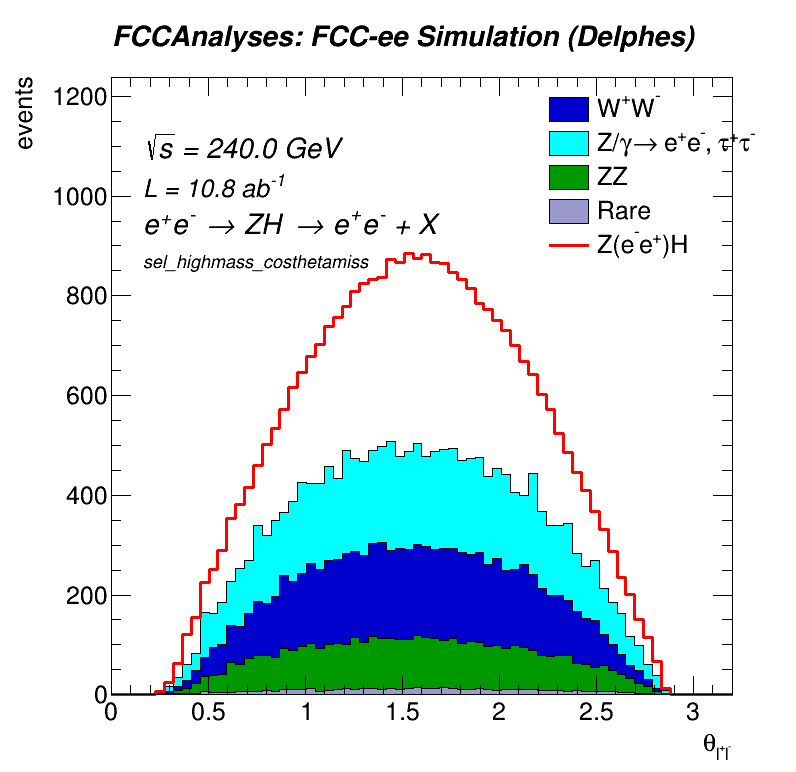 FCCAnalyses: FCC-ee Simulation (Delphes)
events
√s = 240.0 GeV
L = 10.8 ab⁻¹
e⁺e⁻ → ZH → e⁺e⁻ + X
sel_highmass_costhetamiss
W⁺W⁻
Z/γ→ e⁺e⁻, τ⁺τ⁻
ZZ
Rare
Z(e⁻e⁺)H
1200
1000
800
600
400
200
0
0 0.5 1 1.5 2 2.5 3
θ_{l⁺l⁻}